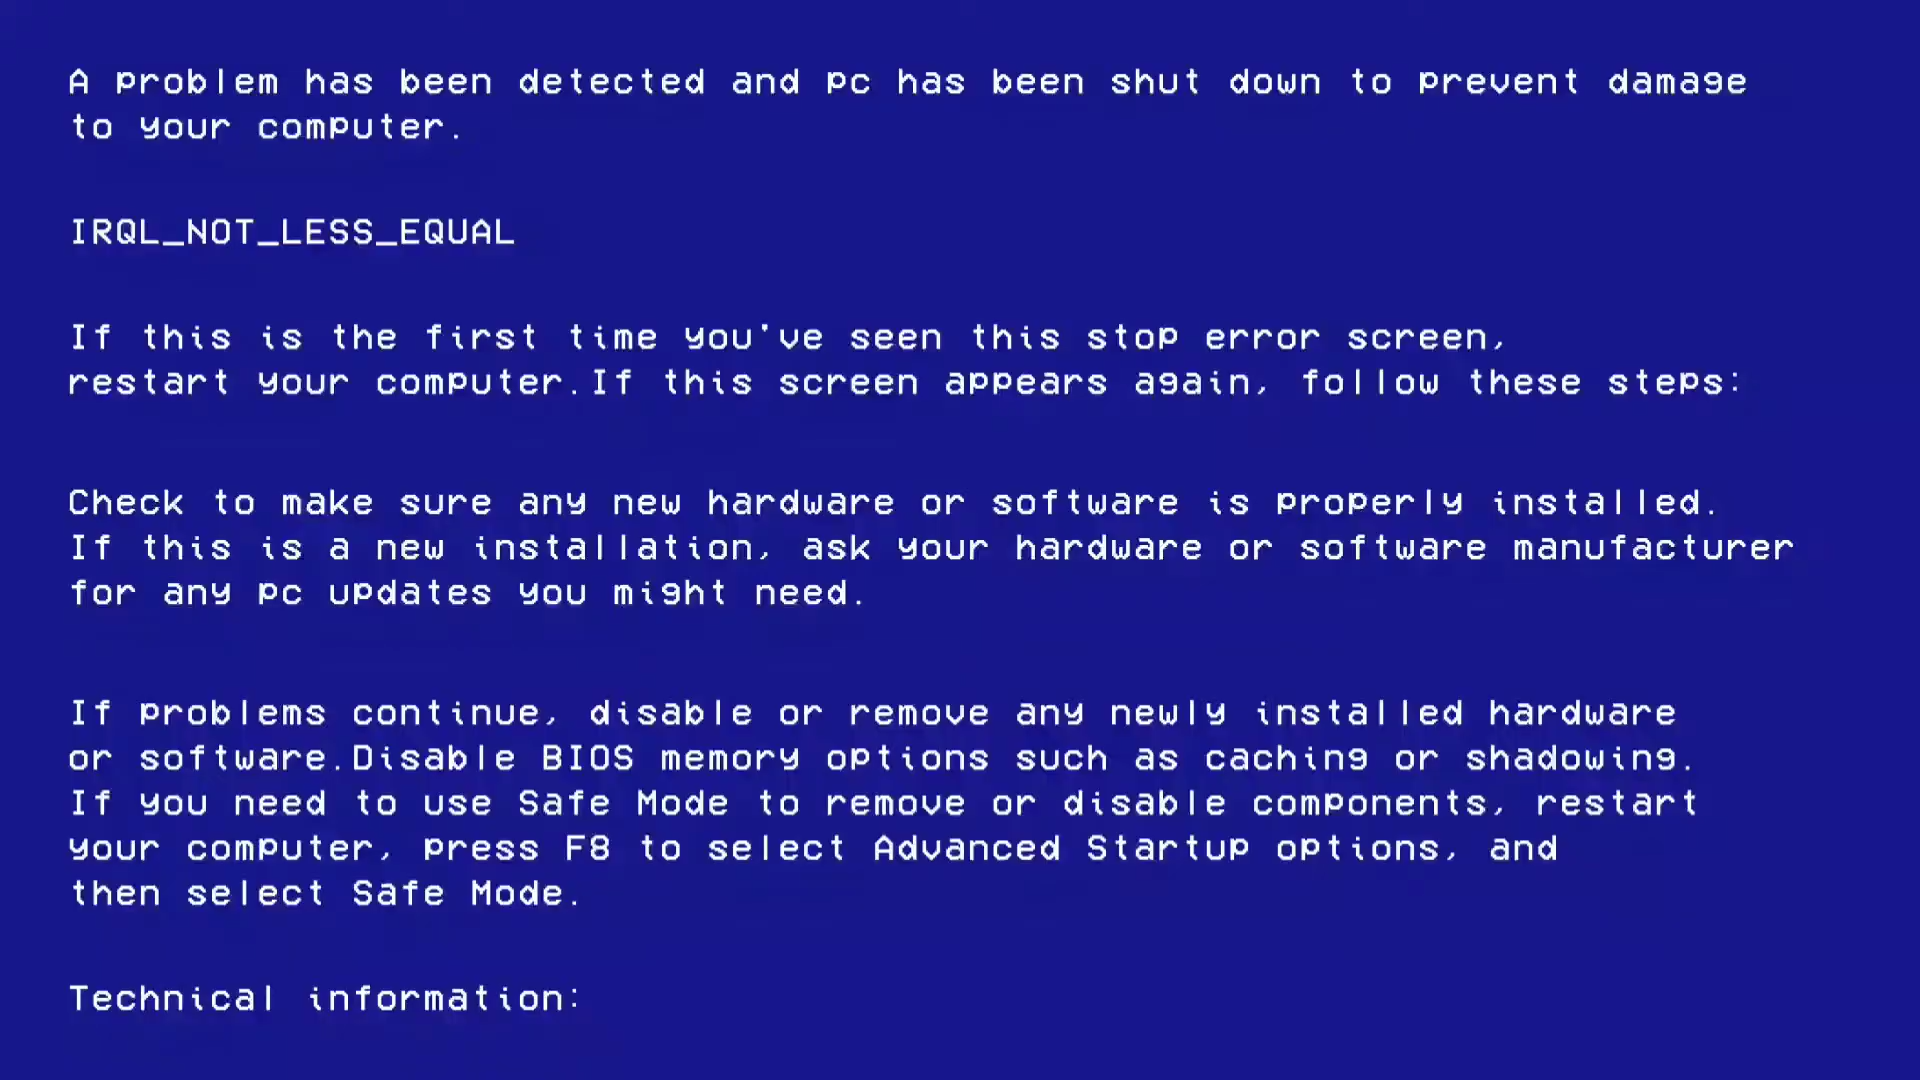 A problem has been detected and pc has been shut down to prevent damage
to your computer.
IRQL_NOT_LESS_EQUAL
If this is the first time you've seen this stop error screen,
restart your computer.If this screen appears again, follow these steps:
Check to make sure any new hardware or software is properly installed.
If this is a new installation, ask your hardware or software manufacturer
for any pc updates you might need.
If problems continue, disable or remove any newly installed hardware
or software.Disable BIOS memory options such as caching or shadowing.
If you need to use Safe Mode to remove or disable components, restart
your computer, press F8 to select Advanced Startup options, and
then select Safe Mode.
Technical information: